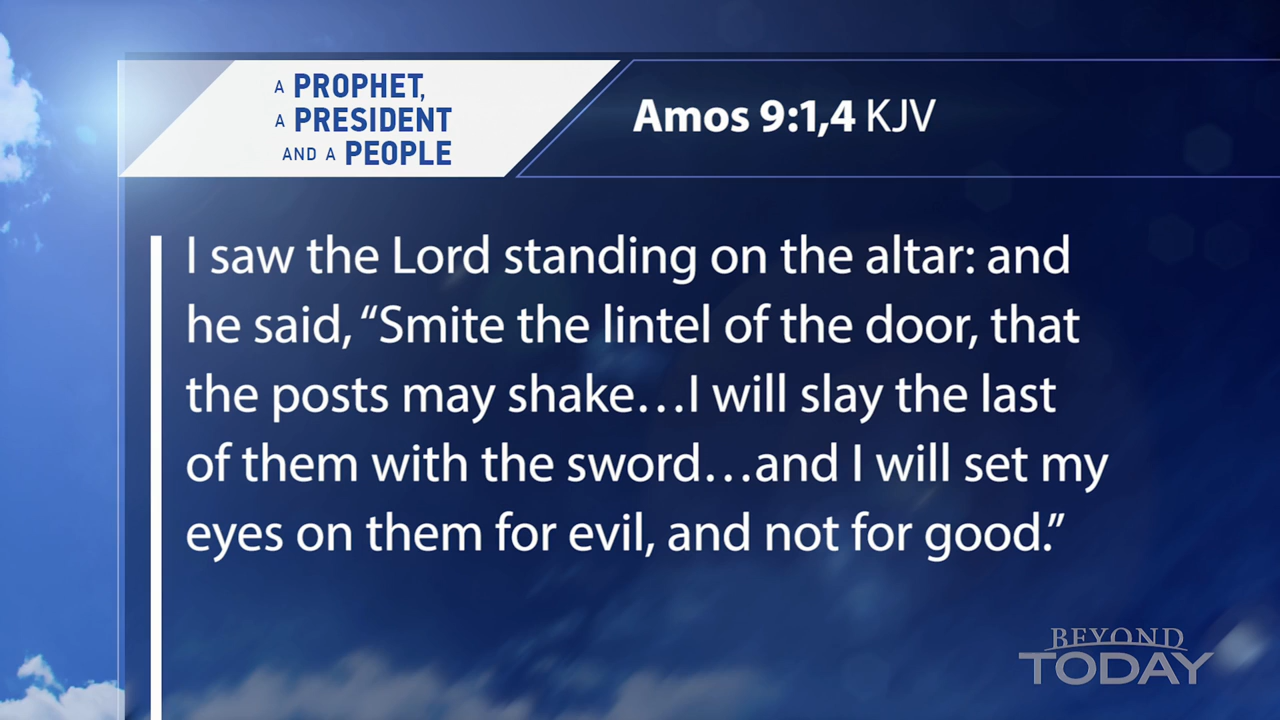 A PROPHET,
A PRESIDENT
AND A PEOPLE
Amos 9:1,4 KJV
I saw the Lord standing on the altar: and
he said, “Smite the lintel of the door, that
the posts may shake…I will slay the last
of them with the sword…and I will set my
eyes on them for evil, and not for good.”
BEYOND
TODAY